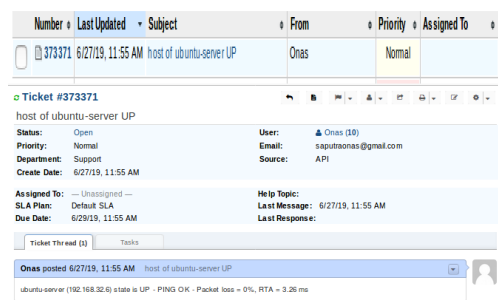 Number Last Updated Subject From Priority Assigned To
373371 6/27/19, 11:55 AM host of ubuntu-server UP Onas Normal
Ticket #373371
host of ubuntu-server UP
Status: Open User: Onas (10)
Priority: Normal Email: saputraonas@gmail.com
Department: Support Source: API
Create Date: 6/27/19, 11:55 AM
Assigned To: — Unassigned — Help Topic:
SLA Plan: Default SLA Last Message: 6/27/19, 11:55 AM
Due Date: 6/29/19, 11:55 AM Last Response:
Ticket Thread (1) Tasks
Onas posted 6/27/19, 11:55 AM host of ubuntu-server UP
ubuntu-server (192.168.32.6) state is UP - PING OK - Packet loss = 0%, RTA = 3.26 ms